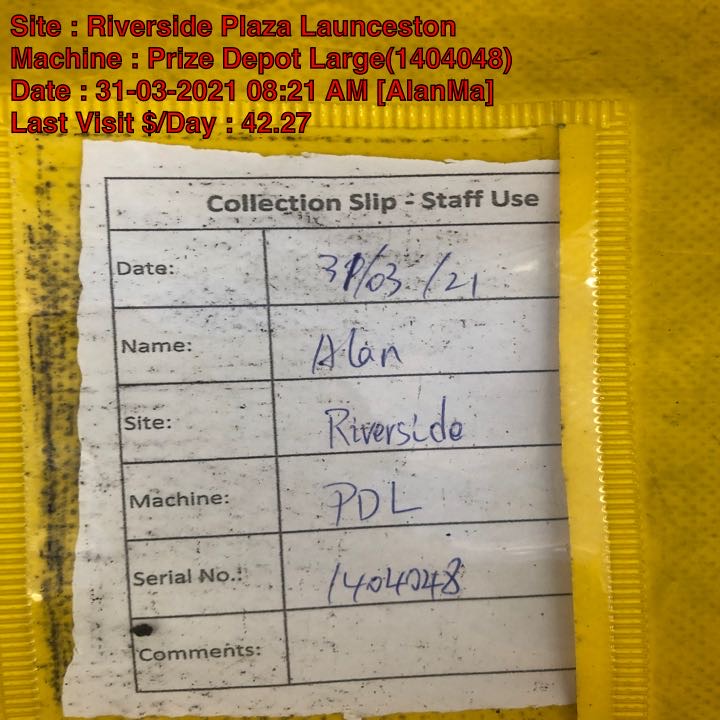 Site : Riverside Plaza Launceston
Machine : Prize Depot Large(1404048)
Date : 31-03-2021 08:21 AM [AlanMa]
Last Visit $/Day : 42.27
Collection Slip - Staff Use
Date: 31/03/21
Name: Alan
Site: Riverside
Machine: PDL
Serial No.: 1404048
Comments: